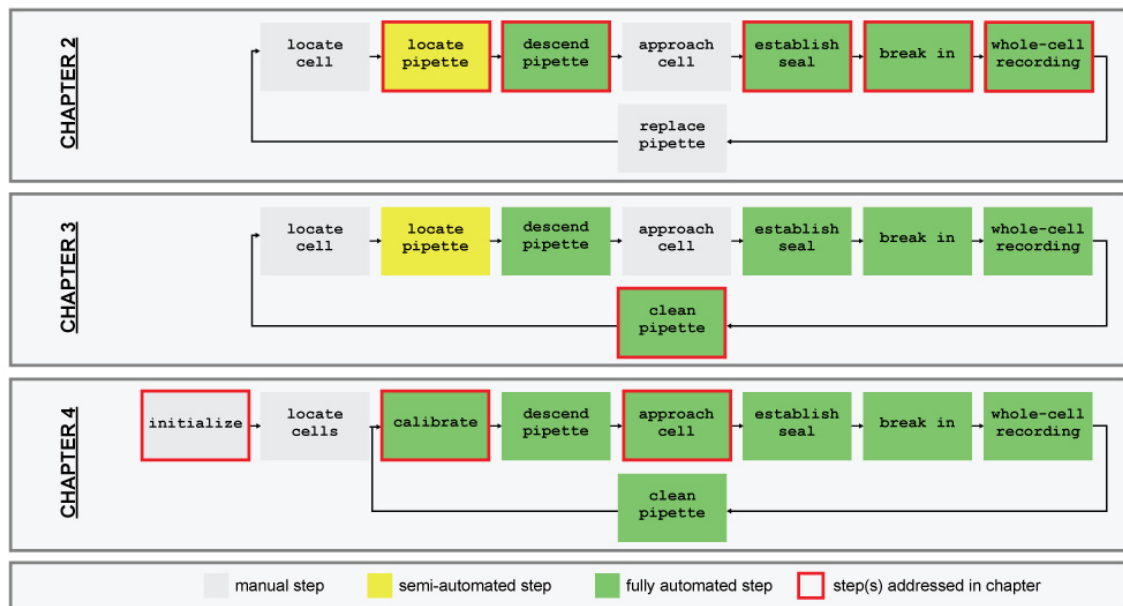 CHAPTER 2
locate
cell
locate
pipette
descend
pipette
approach
cell
establish
seal
break in
whole-cell
recording
replace
pipette
CHAPTER 3
locate
cell
locate
pipette
descend
pipette
approach
cell
establish
seal
break in
whole-cell
recording
clean
pipette
CHAPTER 4
initialize
locate
cells
calibrate
descend
pipette
approach
cell
establish
seal
break in
whole-cell
recording
clean
pipette
manual step
semi-automated step
fully automated step
step(s) addressed in chapter